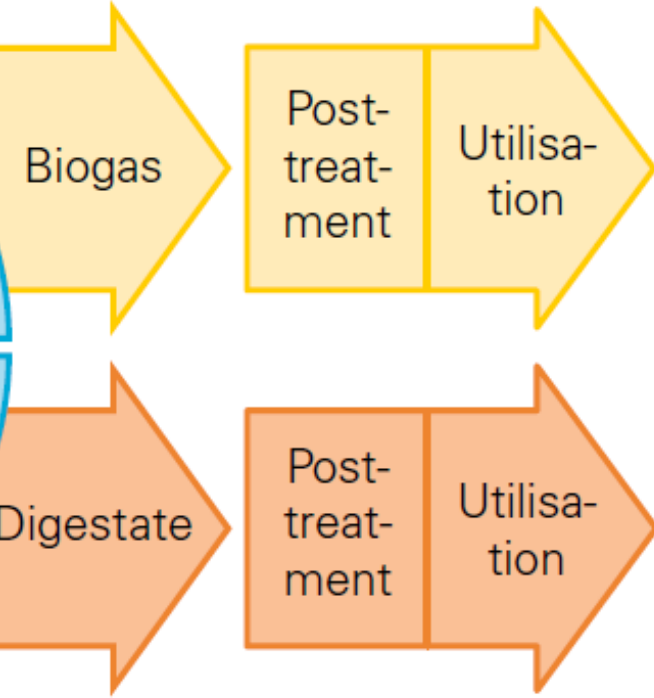 Biogas
Post-
treat-
ment
Utilisa-
tion
Digestate
Post-
treat-
ment
Utilisa-
tion